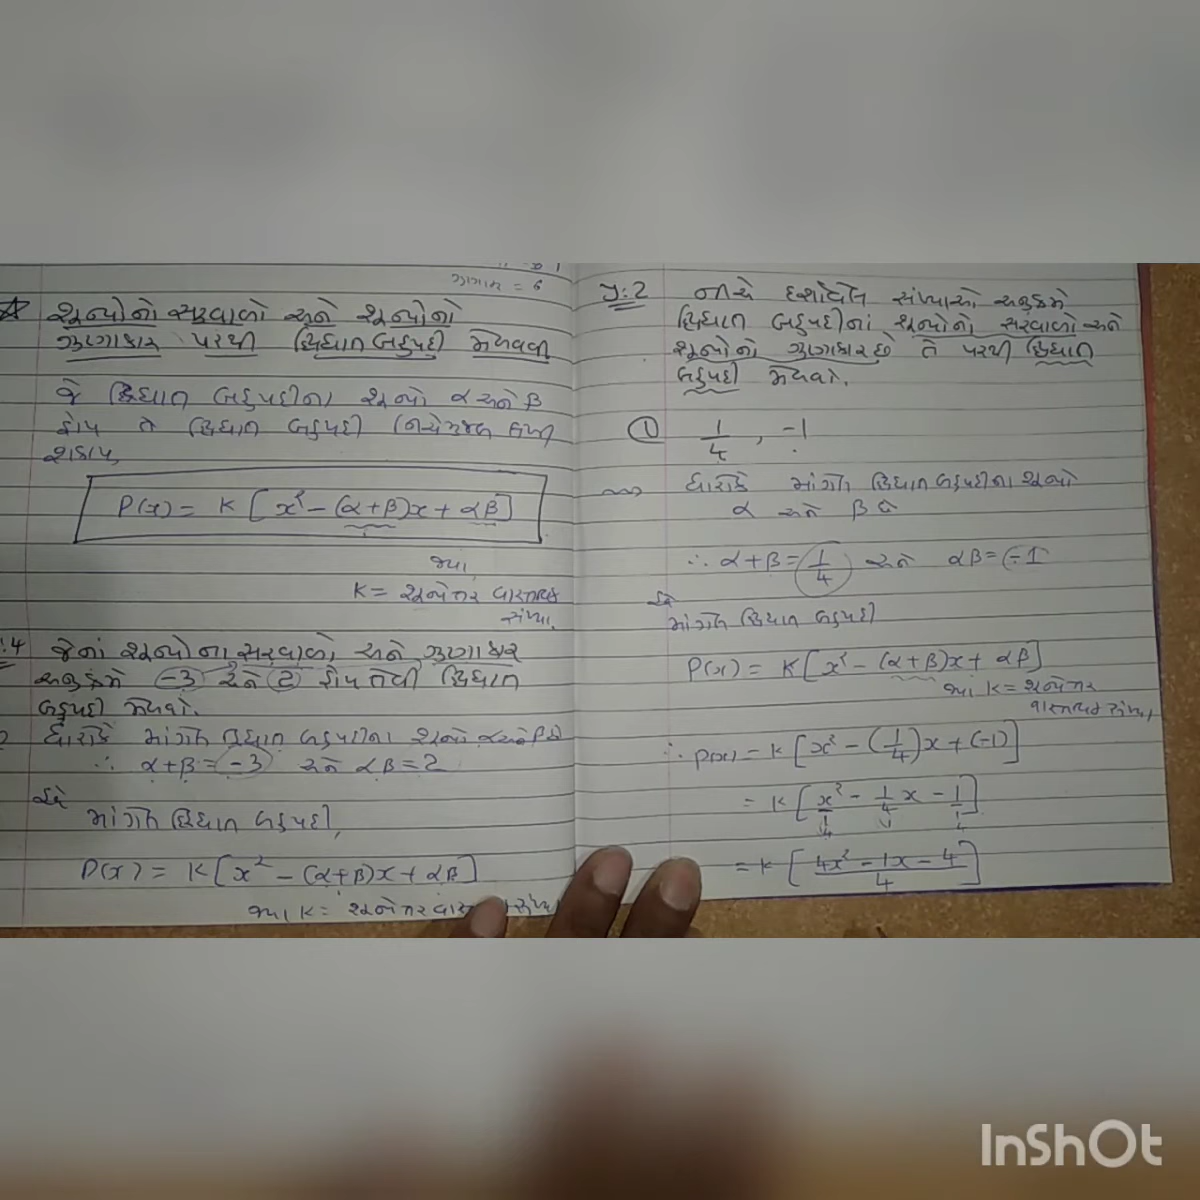 ગુણાકાર = 6
શૂન્યોનો સરવાળો અને શૂન્યોનો
ગુણાકાર પરથી દ્વિઘાત બહુપદી મેળવવી
જે દ્વિઘાત બહુપદીના શૂન્યો α અને β
હોય તે દ્વિઘાત બહુપદી નીચે મુજબ લખી
શકાય,
P(x) = K [x² - (α+β)x + αβ]
જ્યાં,
K = શૂન્યેતર વાસ્તવિક
સંખ્યા.
:4 જેનાં શૂન્યોના સરવાળો અને ગુણાકાર
અનુક્રમે -3 અને 2 હોય તેવી દ્વિઘાત
બહુપદી મેળવો.
ધારો કે માંગેલ દ્વિઘાત બહુપદીના શૂન્યો α અને β છે
∴ α+β = -3 અને αβ = 2
હવે
માંગેલ દ્વિઘાત બહુપદી,
P(x) = K [x² - (α+β)x + αβ]
જ્યાં K = શૂન્યેતર
પ્ર:2 નીચે દર્શાવેલ સંખ્યાઓ અનુક્રમે
દ્વિઘાત બહુપદીનાં શૂન્યોનો સરવાળો અને
શૂન્યોનો ગુણાકાર છે તે પરથી દ્વિઘાત
બહુપદી મેળવો.
① 1/4 , -1
ધારો કે માંગેલ દ્વિઘાત બહુપદીના શૂન્યો
α અને β છે
∴ α+β = 1/4 અને αβ = -1
હવે
માંગેલ દ્વિઘાત બહુપદી
P(x) = K [x² - (α+β)x + αβ]
જ્યાં K = શૂન્યેતર
વાસ્તવિક સંખ્યા,
∴ P(x) = K [x² - (1/4)x + (-1)]
= K [x²/1 - 1/4 x - 1/1]
= K [4x² - 1x - 4 / 4]
InShOt